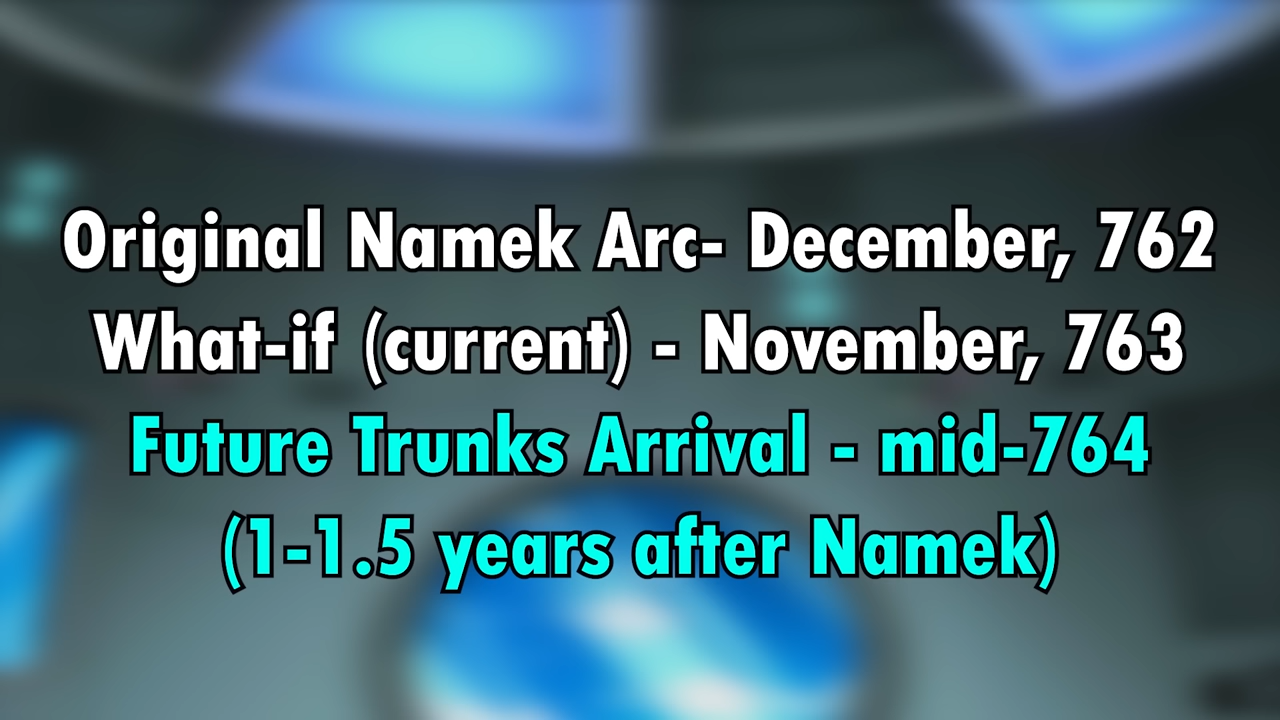 Original Namek Arc- December, 762
What-if (current) - November, 763
Future Trunks Arrival - mid-764
(1-1.5 years after Namek)